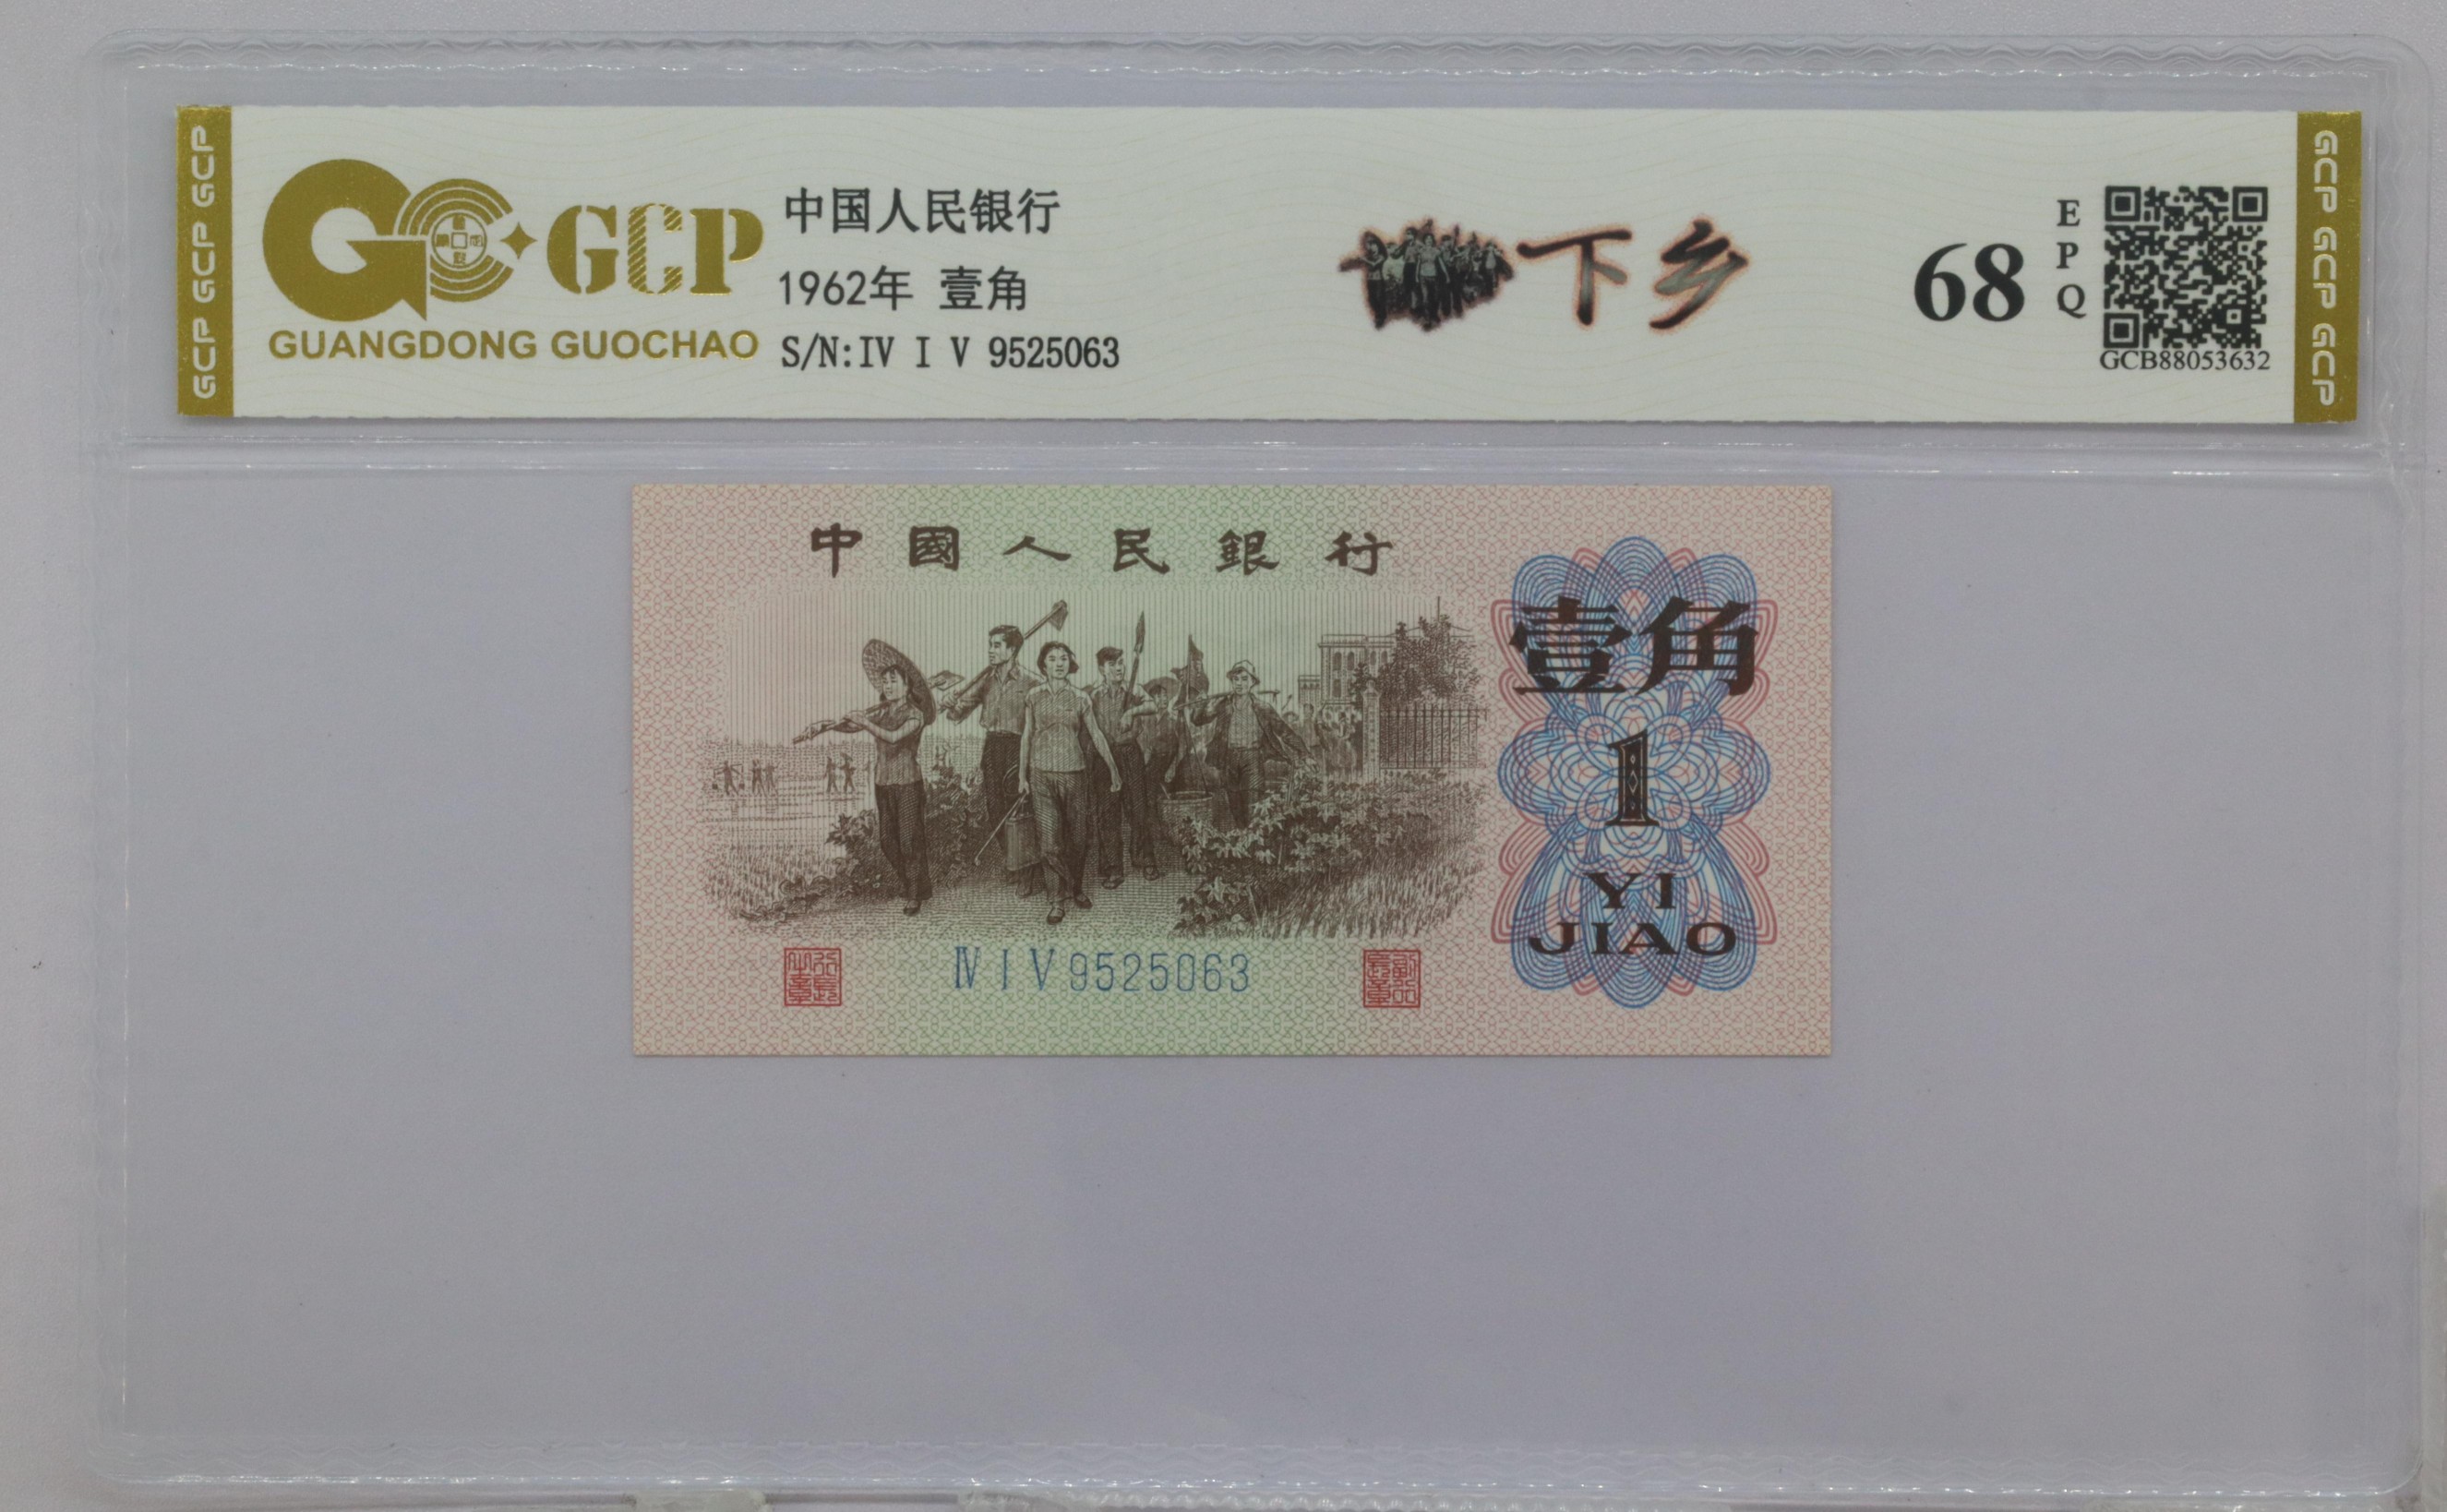 GCP GCP GCP
GCP
GUANGDONG GUOCHAO
中国人民银行
1962年 壹角
S/N:IV I V 9525063
下乡
68
EPQ
GCB88053632
GCP GCP GCP
中國人民銀行
壹角
1
YI
JIAO
IV I V 9525063